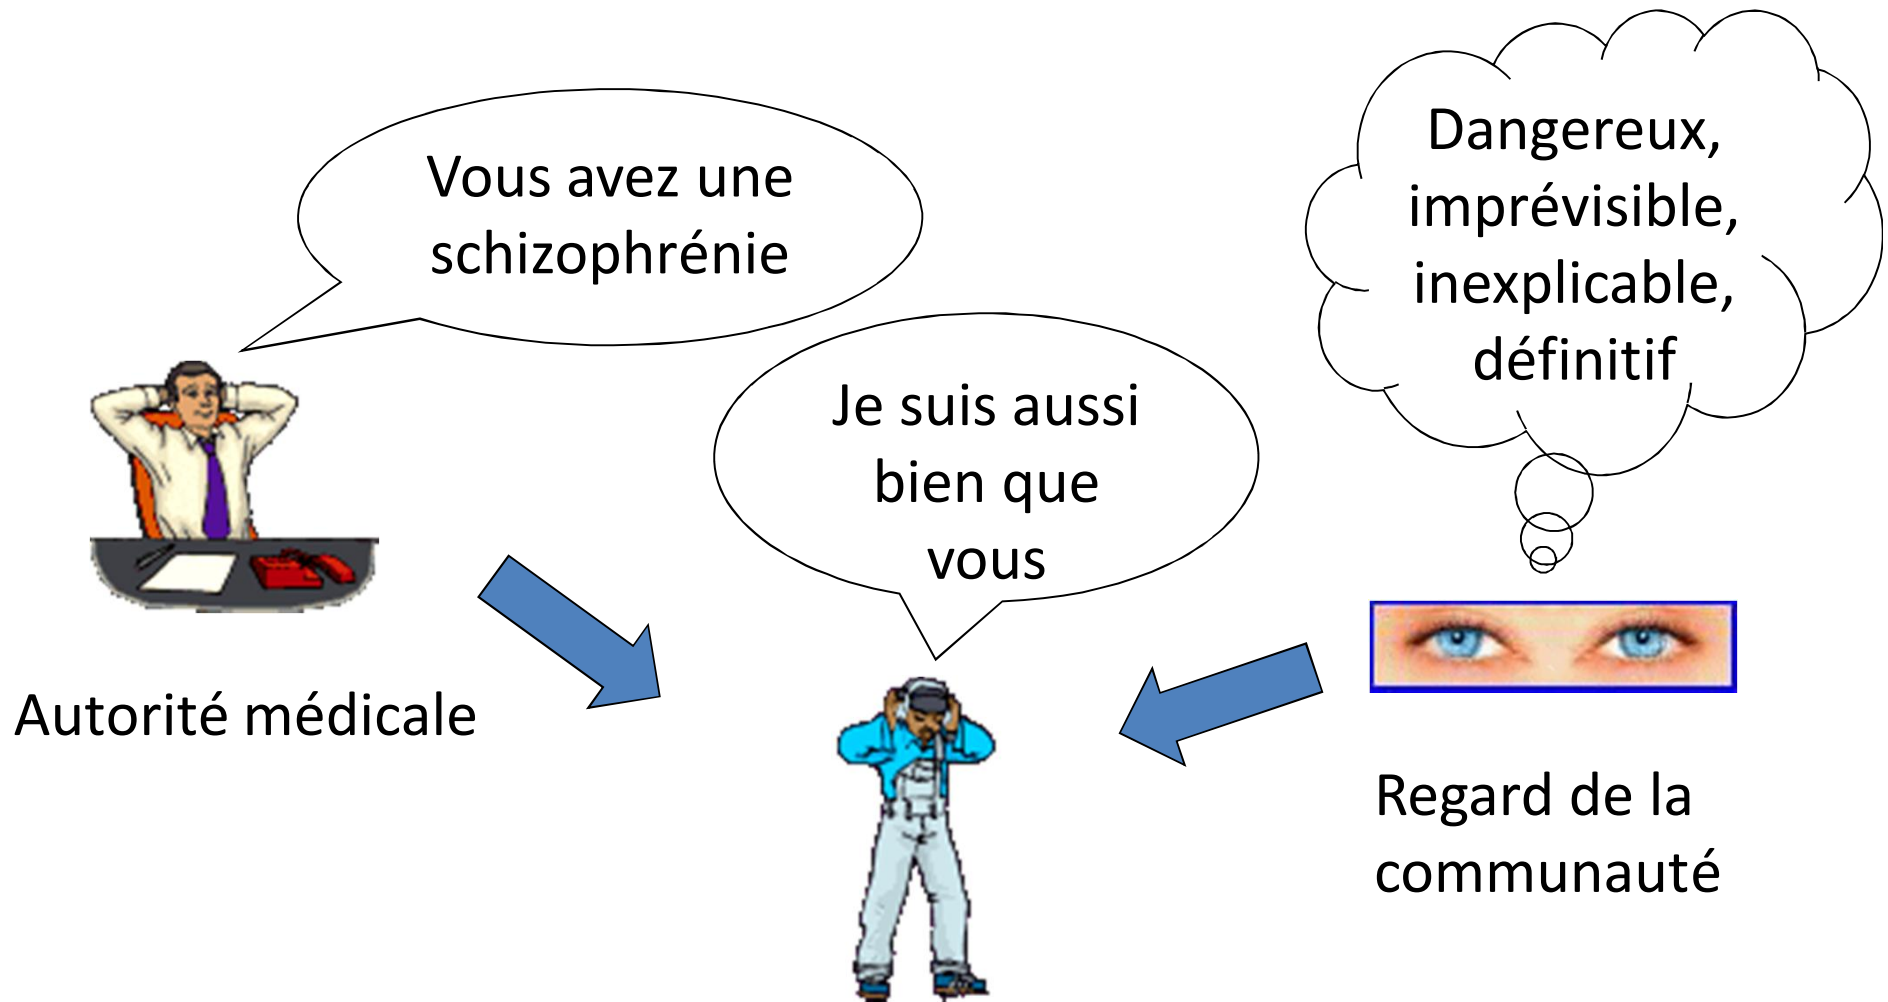 Vous avez une
schizophrénie
Dangereux,
imprévisible,
inexplicable,
définitif
Je suis aussi
bien que
vous
Autorité médicale
Regard de la
communauté